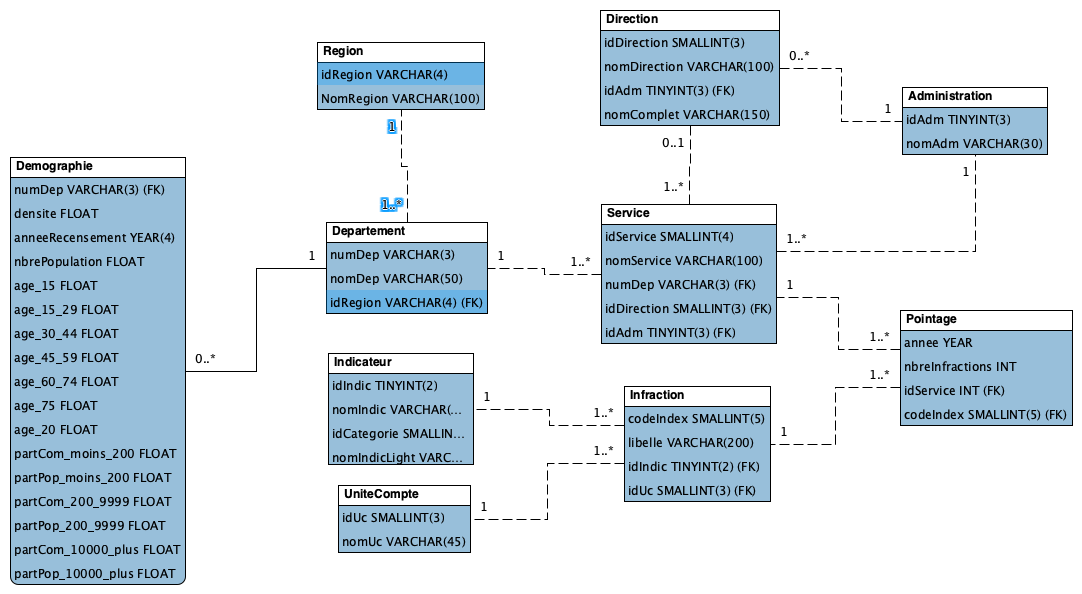 Region
idRegion VARCHAR(4)
NomRegion VARCHAR(100)
1
1..*
Direction
idDirection SMALLINT(3)
nomDirection VARCHAR(100)
idAdm TINYINT(3) (FK)
nomComplet VARCHAR(150)
0..*
1
0..1
1..*
Administration
idAdm TINYINT(3)
nomAdm VARCHAR(30)
1
1..*
Demographie
numDep VARCHAR(3) (FK)
densite FLOAT
anneeRecensement YEAR(4)
nbrePopulation FLOAT
age_15 FLOAT
age_15_29 FLOAT
age_30_44 FLOAT
age_45_59 FLOAT
age_60_74 FLOAT
age_75 FLOAT
age_20 FLOAT
partCom_moins_200 FLOAT
partPop_moins_200 FLOAT
partCom_200_9999 FLOAT
partPop_200_9999 FLOAT
partCom_10000_plus FLOAT
partPop_10000_plus FLOAT
0..*
1
Departement
numDep VARCHAR(3)
nomDep VARCHAR(50)
idRegion VARCHAR(4) (FK)
1
1..*
Service
idService SMALLINT(4)
nomService VARCHAR(100)
numDep VARCHAR(3) (FK)
idDirection SMALLINT(3) (FK)
idAdm TINYINT(3) (FK)
1
1..*
Pointage
annee YEAR
nbreInfractions INT
idService INT (FK)
codeIndex SMALLINT(5) (FK)
1..*
1
Indicateur
idIndic TINYINT(2)
nomIndic VARCHAR(...
idCategorie SMALLIN...
nomIndicLight VARC...
1
1..*
Infraction
codeIndex SMALLINT(5)
libelle VARCHAR(200)
idIndic TINYINT(2) (FK)
idUc SMALLINT(3) (FK)
1..*
1
UniteCompte
idUc SMALLINT(3)
nomUc VARCHAR(45)